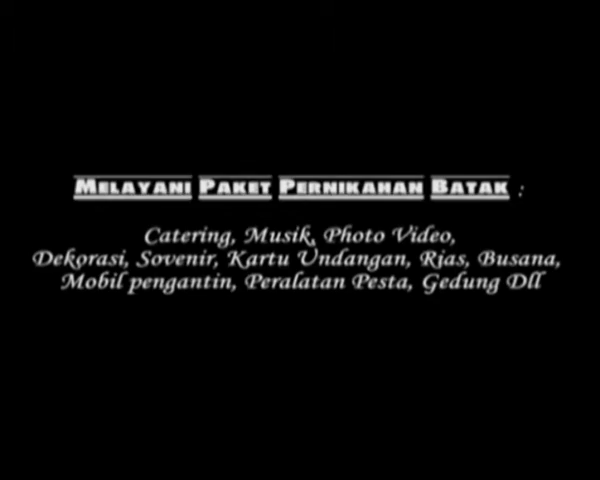 MELAYANI PAKET PERNIKAHAN BATAK :
Catering, Musik, Photo Video,
Dekorasi, Sovenir, Kartu Undangan, Rias, Busana,
Mobil pengantin, Peralatan Pesta, Gedung Dll